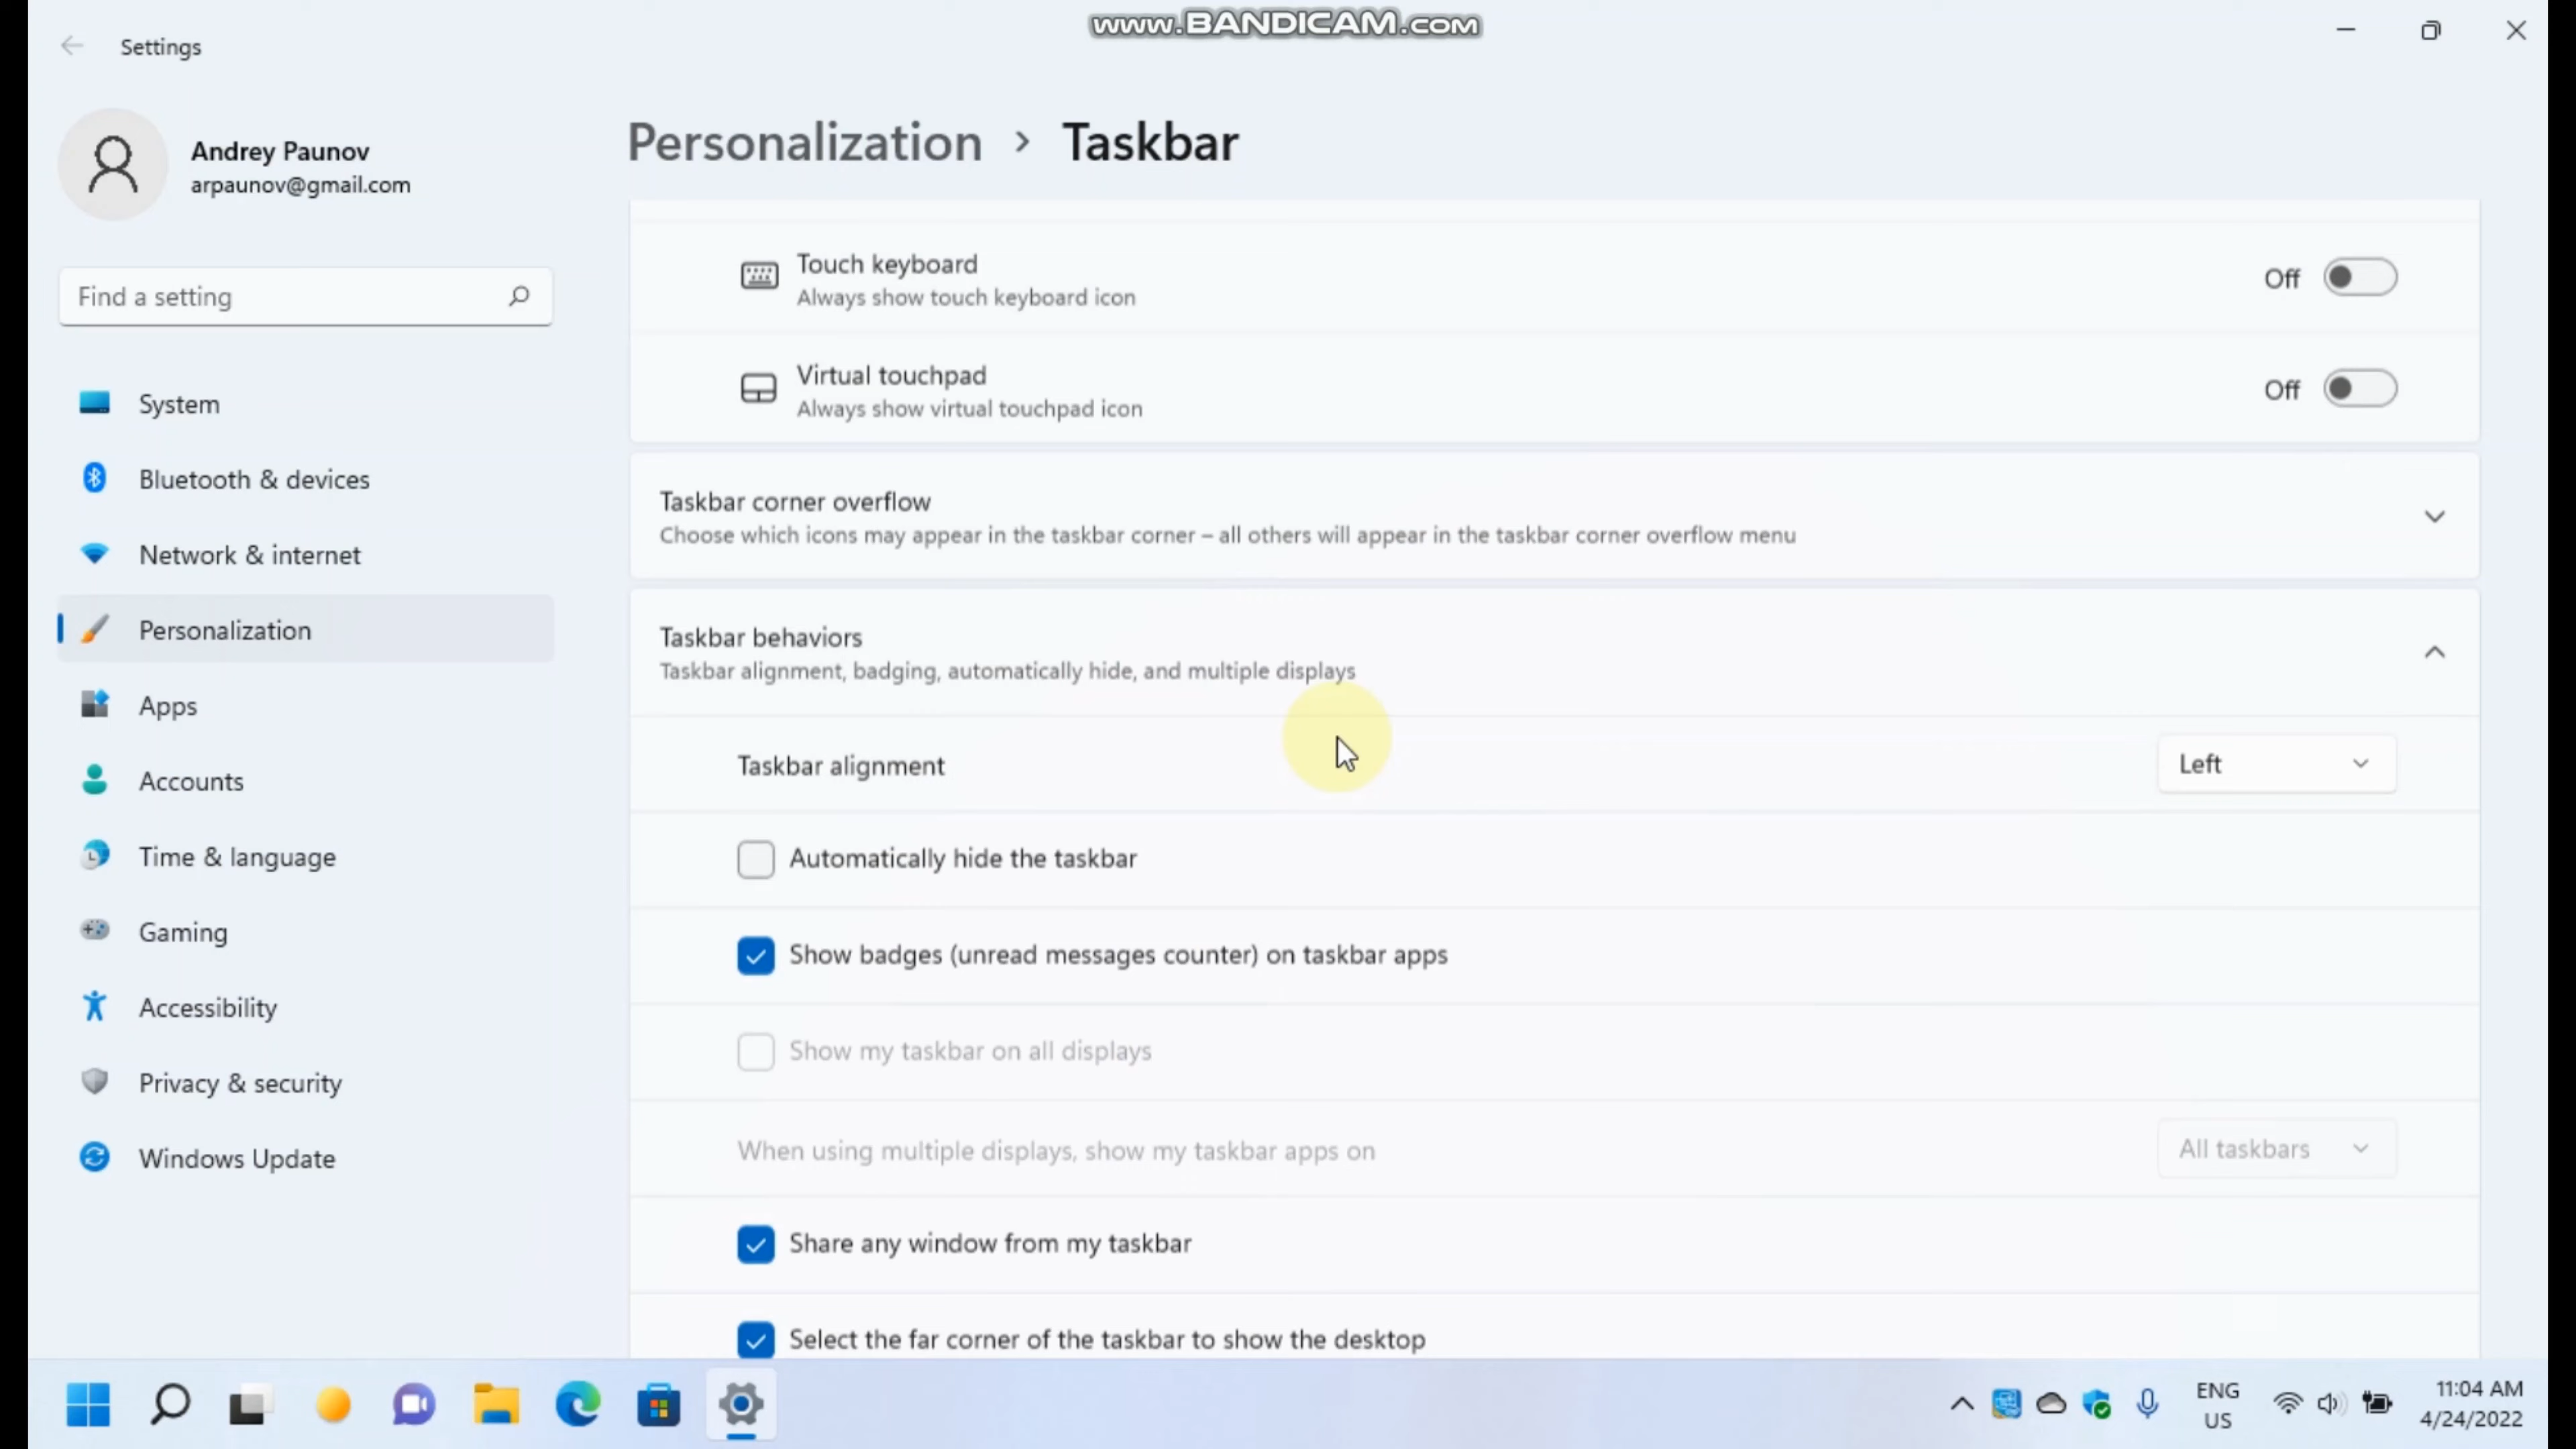 www.BANDICAM.com
Settings
Andrey Paunov
arpaunov@gmail.com
Find a setting
System
Bluetooth & devices
Network & internet
Personalization
Apps
Accounts
Time & language
Gaming
Accessibility
Privacy & security
Windows Update
Personalization > Taskbar
Touch keyboard
Always show touch keyboard icon
Off
Virtual touchpad
Always show virtual touchpad icon
Off
Taskbar corner overflow
Choose which icons may appear in the taskbar corner – all others will appear in the taskbar corner overflow menu
Taskbar behaviors
Taskbar alignment, badging, automatically hide, and multiple displays
Taskbar alignment
Left
Automatically hide the taskbar
Show badges (unread messages counter) on taskbar apps
Show my taskbar on all displays
When using multiple displays, show my taskbar apps on
All taskbars
Share any window from my taskbar
Select the far corner of the taskbar to show the desktop
ENG
US
11:04 AM
4/24/2022